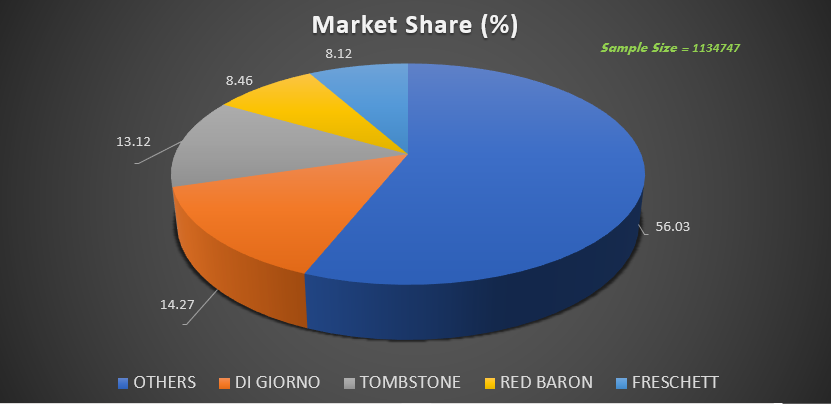 Market Share (%)
Sample Size = 1134747
8.12
8.46
13.12
56.03
14.27
OTHERS DI GIORNO TOMBSTONE RED BARON FRESCHETT